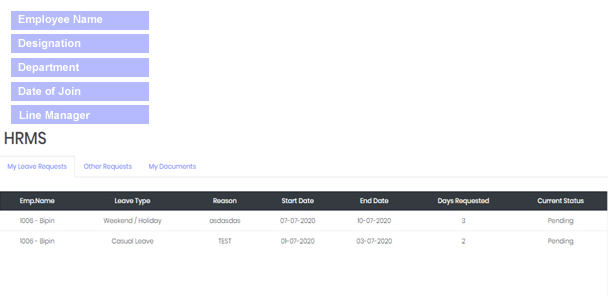 Employee Name
Designation
Department
Date of Join
Line Manager
HRMS
My Leave Requests Other Requests My Documents
Emp.Name Leave Type Reason Start Date End Date Days Requested Current Status
1006 - Bipin Weekend / Holiday asdasdas 07-07-2020 10-07-2020 3 Pending
1006 - Bipin Casual Leave TEST 01-07-2020 03-07-2020 2 Pending